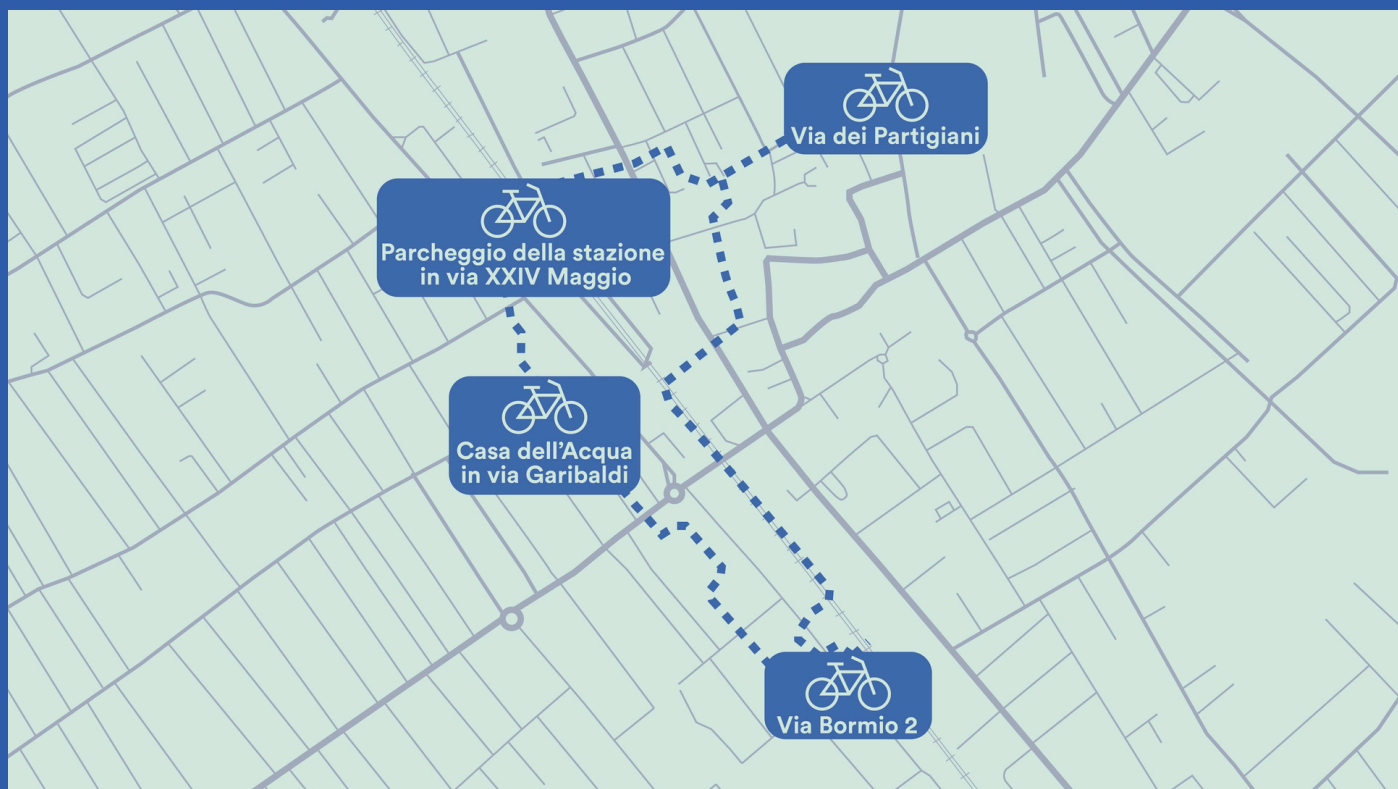 Via dei Partigiani
Parcheggio della stazione
in via XXIV Maggio
Casa dell'Acqua
in via Garibaldi
Via Bormio 2